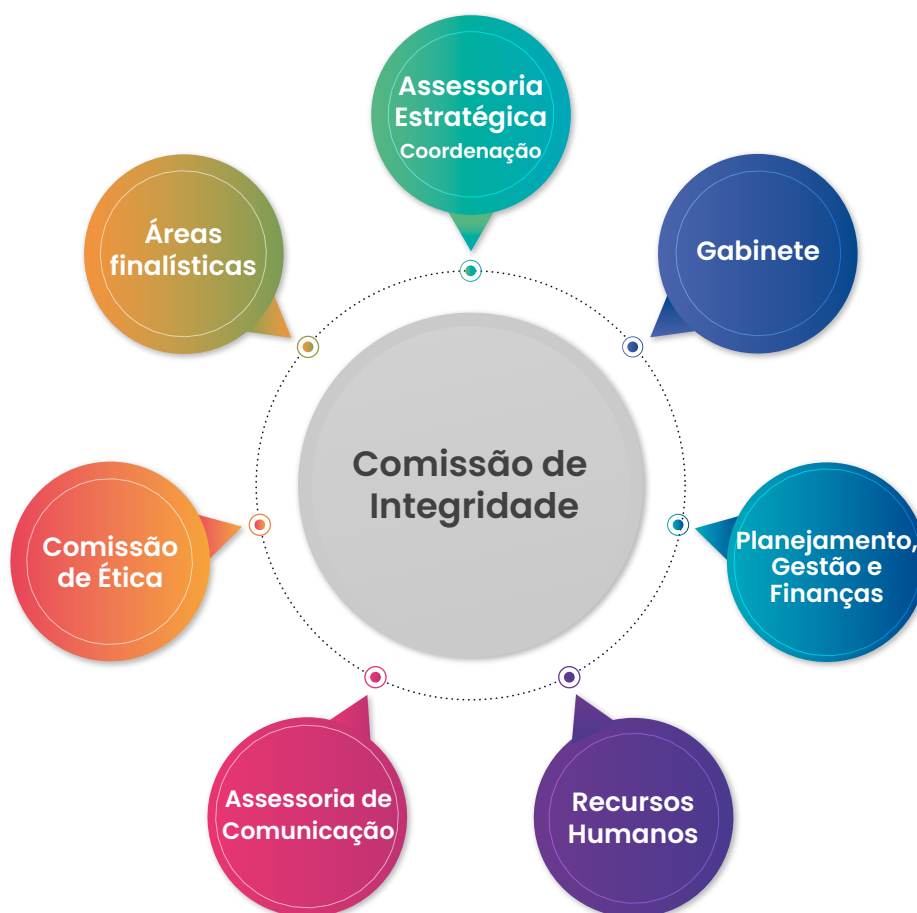 Assessoria
Estratégica
Coordenação
Gabinete
Planejamento,
Gestão e
Finanças
Recursos
Humanos
Assessoria de
Comunicação
Comissão
de Ética
Áreas
finalísticas
Comissão de
Integridade